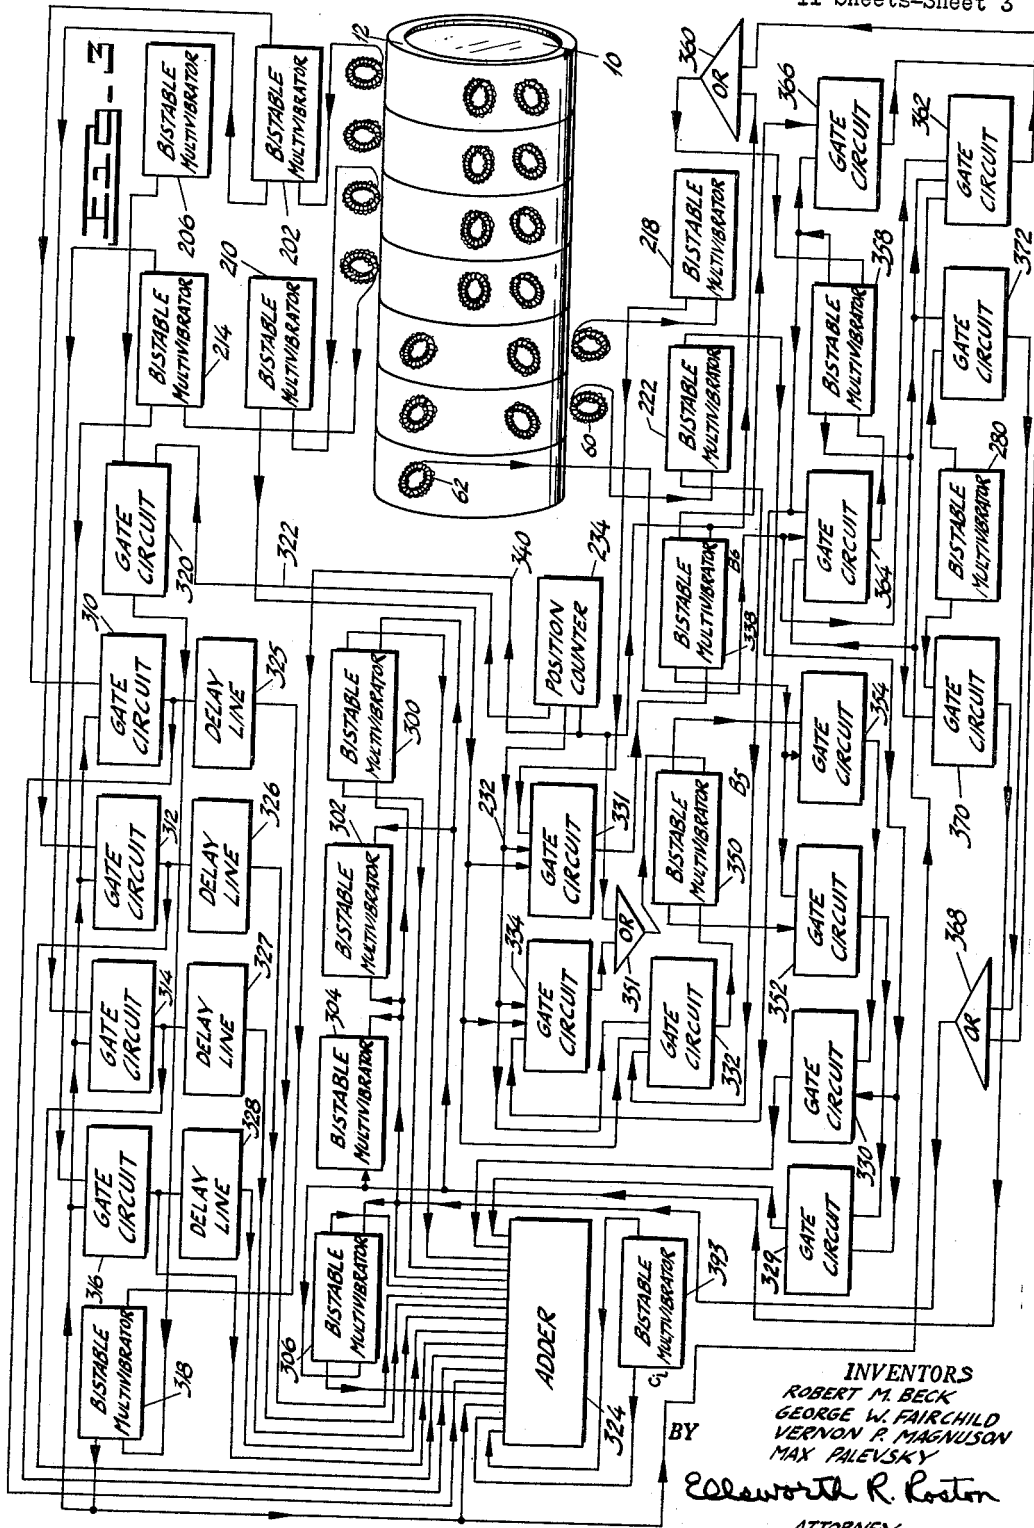 11 Sheets-Sheet 3
FIG-3
BISTABLE MULTIVIBRATOR
206
BISTABLE MULTIVIBRATOR
202
12
10
BISTABLE MULTIVIBRATOR
214
BISTABLE MULTIVIBRATOR
210
62
60
OR
360
GATE CIRCUIT
366
GATE CIRCUIT
362
BISTABLE MULTIVIBRATOR
218
BISTABLE MULTIVIBRATOR
222
BISTABLE MULTIVIBRATOR
358
GATE CIRCUIT
372
GATE CIRCUIT
364
BISTABLE MULTIVIBRATOR
280
GATE CIRCUIT
320
322
GATE CIRCUIT
310
DELAY LINE
325
GATE CIRCUIT
312
DELAY LINE
326
GATE CIRCUIT
314
DELAY LINE
327
GATE CIRCUIT
316
DELAY LINE
328
BISTABLE MULTIVIBRATOR
318
BISTABLE MULTIVIBRATOR
300
BISTABLE MULTIVIBRATOR
302
BISTABLE MULTIVIBRATOR
304
BISTABLE MULTIVIBRATOR
306
340
POSITION COUNTER
234
232
GATE CIRCUIT
331
GATE CIRCUIT
334
OR
351
GATE CIRCUIT
332
BISTABLE MULTIVIBRATOR
338
B6
BISTABLE MULTIVIBRATOR
350
B5
GATE CIRCUIT
354
GATE CIRCUIT
352
GATE CIRCUIT
330
GATE CIRCUIT
329
GATE CIRCUIT
370
OR
368
ADDER
324
BISTABLE MULTIVIBRATOR
393
Ci
INVENTORS
ROBERT M. BECK
GEORGE W. FAIRCHILD
VERNON P. MAGNUSON
MAX PALEVSKY
BY
Ellsworth R. Roston
ATTORNEY